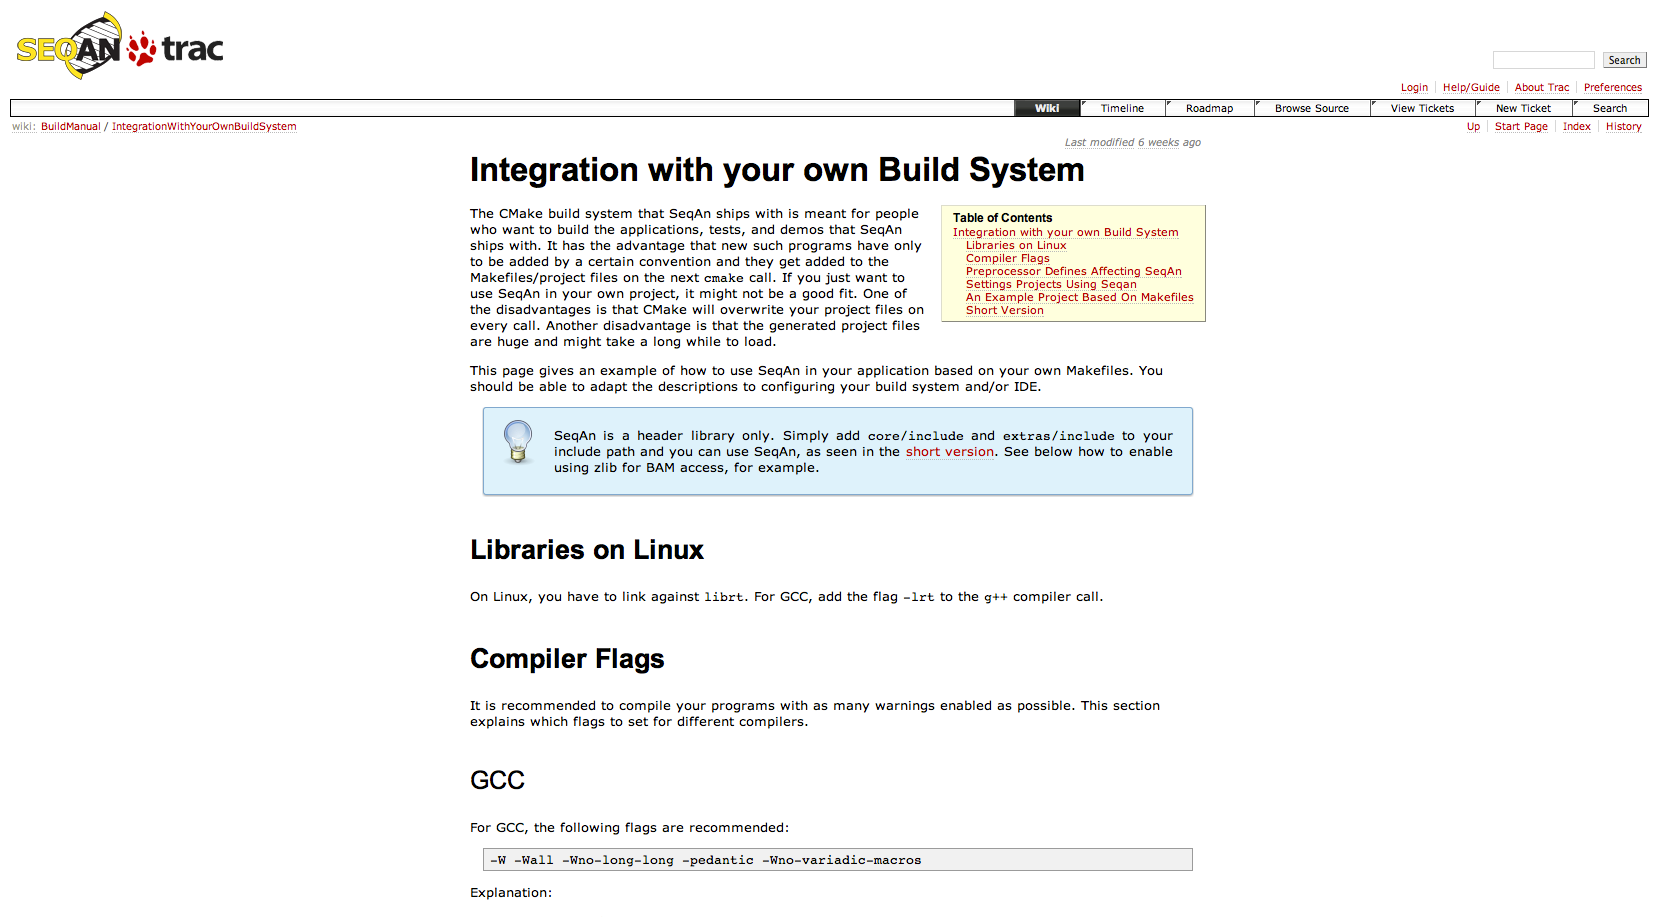 SEQAN trac
Search
Login Help/Guide About Trac Preferences
Wiki Timeline Roadmap Browse Source View Tickets New Ticket Search
wiki: BuildManual / IntegrationWithYourOwnBuildSystem
Up Start Page Index History
Last modified 6 weeks ago
Integration with your own Build System
The CMake build system that SeqAn ships with is meant for people
who want to build the applications, tests, and demos that SeqAn
ships with. It has the advantage that new such programs have only
to be added by a certain convention and they get added to the
Makefiles/project files on the next cmake call. If you just want to
use SeqAn in your own project, it might not be a good fit. One of
the disadvantages is that CMake will overwrite your project files on
every call. Another disadvantage is that the generated project files
are huge and might take a long while to load.
Table of Contents
Integration with your own Build System
Libraries on Linux
Compiler Flags
Preprocessor Defines Affecting SeqAn
Settings Projects Using Seqan
An Example Project Based On Makefiles
Short Version
This page gives an example of how to use SeqAn in your application based on your own Makefiles. You
should be able to adapt the descriptions to configuring your build system and/or IDE.
SeqAn is a header library only. Simply add core/include and extras/include to your
include path and you can use SeqAn, as seen in the short version. See below how to enable
using zlib for BAM access, for example.
Libraries on Linux
On Linux, you have to link against librt. For GCC, add the flag -lrt to the g++ compiler call.
Compiler Flags
It is recommended to compile your programs with as many warnings enabled as possible. This section
explains which flags to set for different compilers.
GCC
For GCC, the following flags are recommended:
-W -Wall -Wno-long-long -pedantic -Wno-variadic-macros
Explanation: